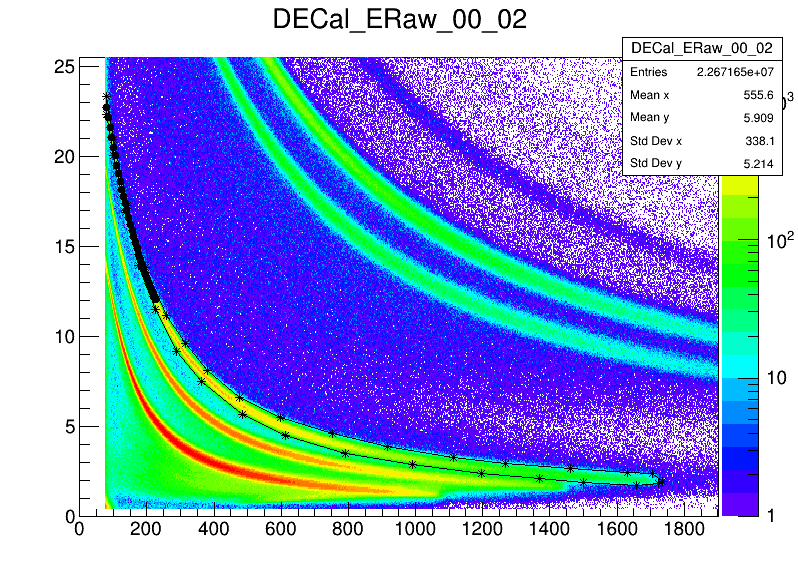 DECal_ERaw_00_02
DECal_ERaw_00_02
Entries 2.267165e+07
Mean x 555.6
Mean y 5.909
Std Dev x 338.1
Std Dev y 5.214
25
20
15
10
5
0
0 200 400 600 800 1000 1200 1400 1600 1800
3
10²
10
1